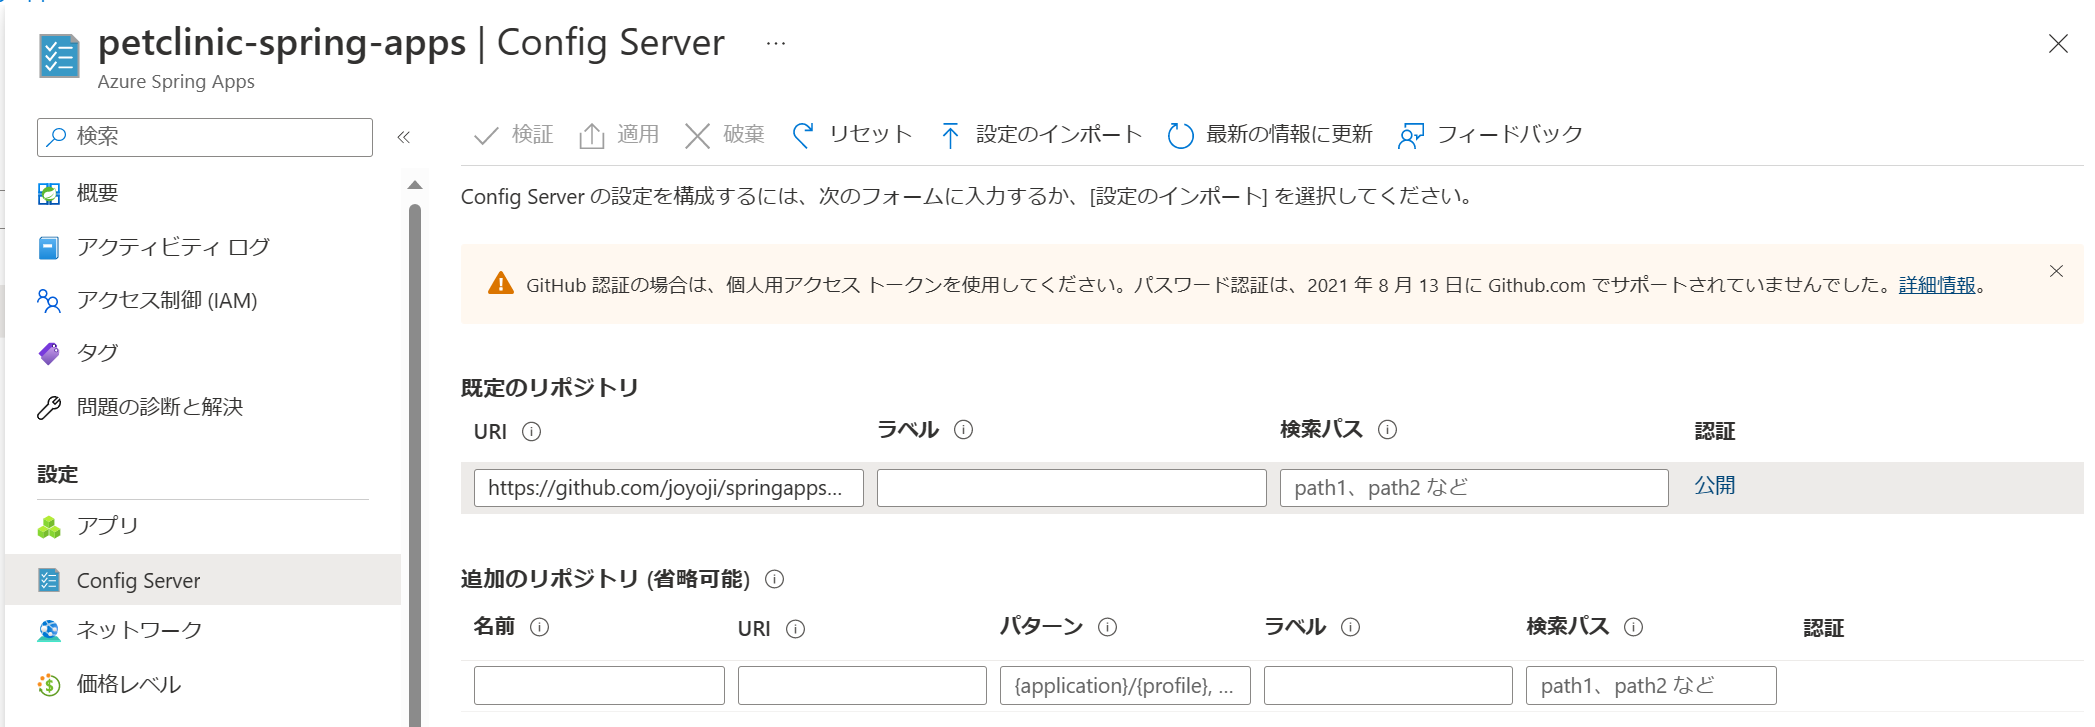 petclinic-spring-apps | Config Server ...
Azure Spring Apps
検索
概要
アクティビティ ログ
アクセス制御 (IAM)
タグ
問題の診断と解決
設定
アプリ
Config Server
ネットワーク
価格レベル
検証 適用 破棄 リセット 設定のインポート 最新の情報に更新 フィードバック
Config Server の設定を構成するには、次のフォームに入力するか、[設定のインポート] を選択してください。
GitHub 認証の場合は、個人用アクセス トークンを使用してください。パスワード認証は、2021 年 8 月 13 日に Github.com でサポートされていませんでした。詳細情報。
既定のリポジトリ
URI ラベル 検索パス 認証
https://github.com/joyoji/springapps... path1、path2 など 公開
追加のリポジトリ (省略可能)
名前 URI パターン ラベル 検索パス 認証
{application}/{profile}, ... path1、path2 など